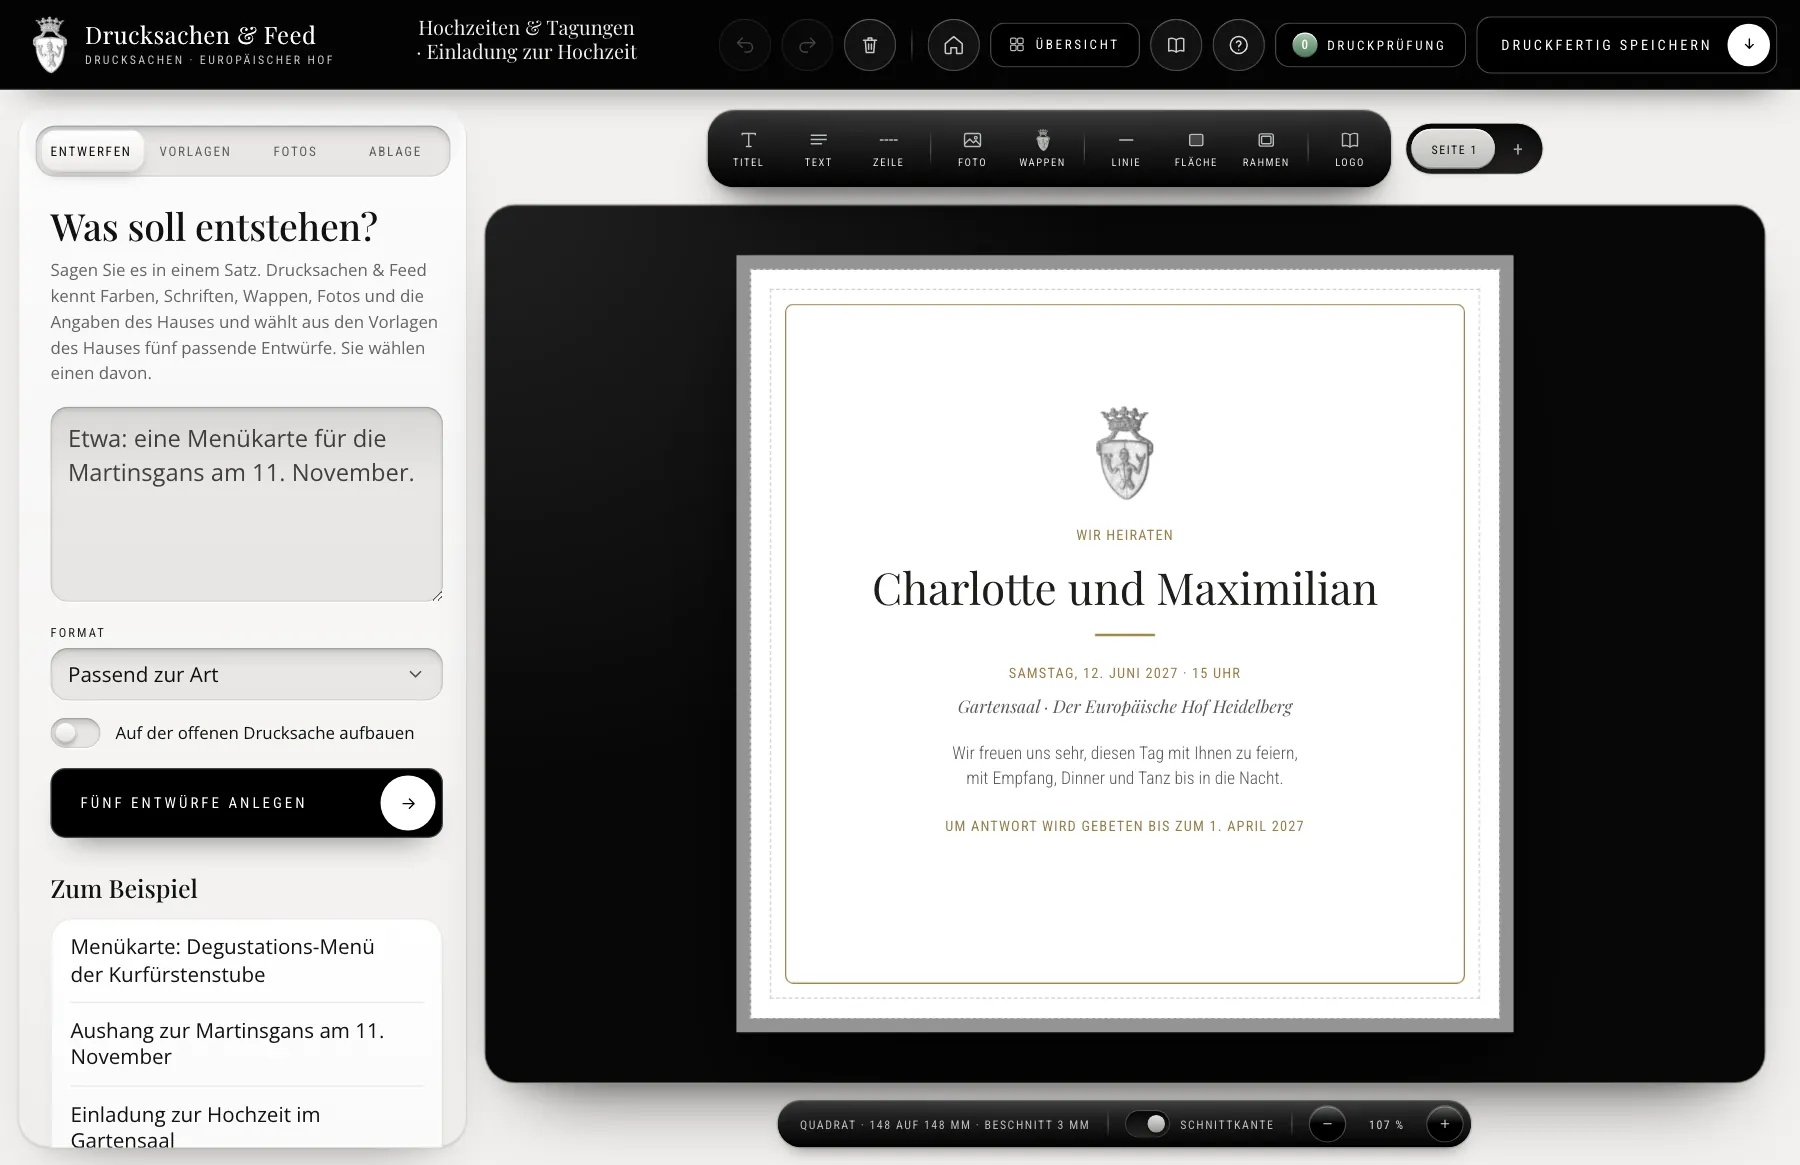 Drucksachen & Feed
DRUCKSACHEN · EUROPÄISCHER HOF
Hochzeiten & Tagungen
· Einladung zur Hochzeit
ÜBERSICHT
0 DRUCKPRÜFUNG
DRUCKFERTIG SPEICHERN
ENTWERFEN VORLAGEN FOTOS ABLAGE
TITEL TEXT ZEILE FOTO WAPPEN LINIE FLÄCHE RAHMEN LOGO
SEITE 1 +
Was soll entstehen?
Sagen Sie es in einem Satz. Drucksachen & Feed
kennt Farben, Schriften, Wappen, Fotos und die
Angaben des Hauses und wählt aus den Vorlagen
des Hauses fünf passende Entwürfe. Sie wählen
einen davon.
Etwa: eine Menükarte für die
Martinsgans am 11. November.
FORMAT
Passend zur Art
Auf der offenen Drucksache aufbauen
FÜNF ENTWÜRFE ANLEGEN
Zum Beispiel
Menükarte: Degustations-Menü
der Kurfürstenstube
Aushang zur Martinsgans am 11.
November
Einladung zur Hochzeit im
Gartensaal
WIR HEIRATEN
Charlotte und Maximilian
SAMSTAG, 12. JUNI 2027 · 15 UHR
Gartensaal · Der Europäische Hof Heidelberg
Wir freuen uns sehr, diesen Tag mit Ihnen zu feiern,
mit Empfang, Dinner und Tanz bis in die Nacht.
UM ANTWORT WIRD GEBETEN BIS ZUM 1. APRIL 2027
QUADRAT · 148 AUF 148 MM · BESCHNITT 3 MM SCHNITTKANTE − 107 % +